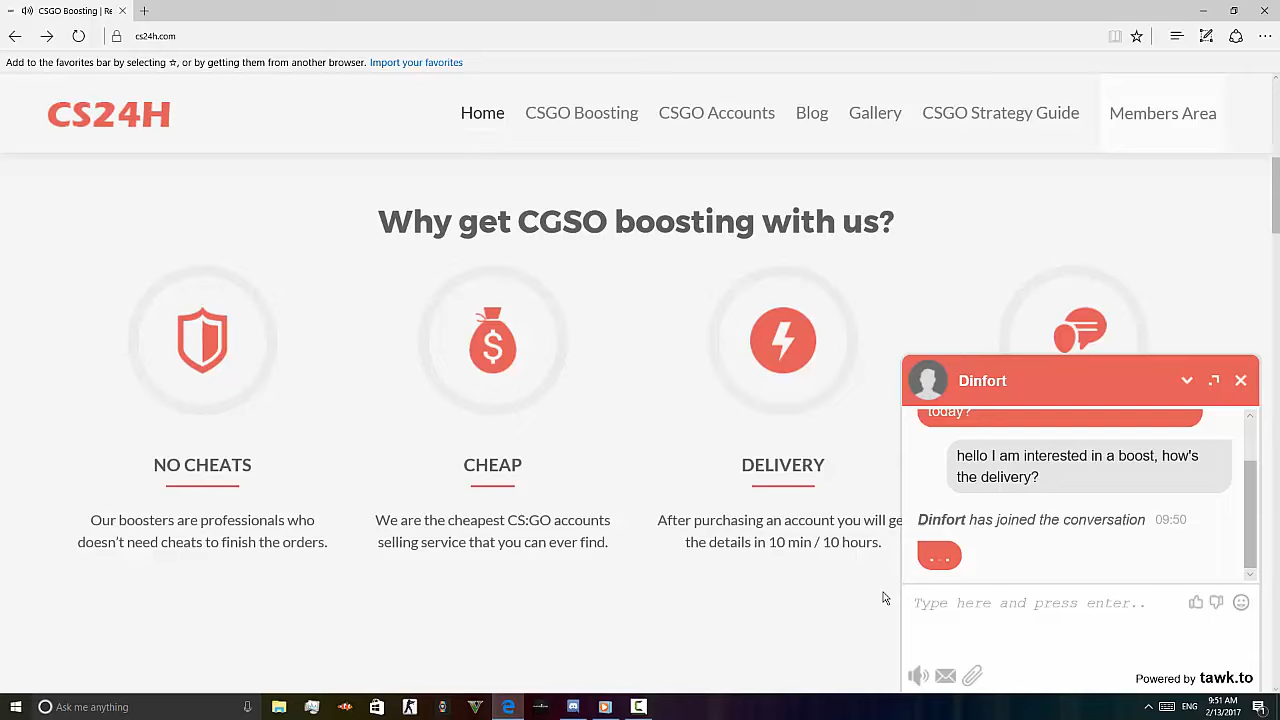 CSGO Boosting | Re
cs24h.com
Add to the favorites bar by selecting ☆, or by getting them from another browser. Import your favorites
CS24H
Home
CSGO Boosting
CSGO Accounts
Blog
Gallery
CSGO Strategy Guide
Members Area
Why get CGSO boosting with us?
NO CHEATS
Our boosters are professionals who
doesn't need cheats to finish the orders.
CHEAP
We are the cheapest CS:GO accounts
selling service that you can ever find.
DELIVERY
After purchasing an account you will ge
the details in 10 min / 10 hours.
Dinfort
today?
hello I am interested in a boost, how's
the delivery?
Dinfort has joined the conversation 09:50
...
Type here and press enter..
Powered by tawk.to
Ask me anything
ENG
9:51 AM
2/13/2017